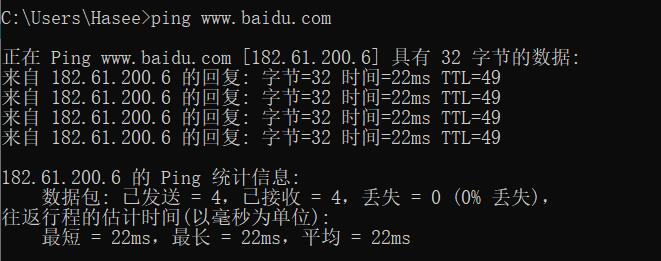 C:\Users\Hasee>ping www.baidu.com
正在 Ping www.baidu.com [182.61.200.6] 具有 32 字节的数据:
来自 182.61.200.6 的回复: 字节=32 时间=22ms TTL=49
来自 182.61.200.6 的回复: 字节=32 时间=22ms TTL=49
来自 182.61.200.6 的回复: 字节=32 时间=22ms TTL=49
来自 182.61.200.6 的回复: 字节=32 时间=22ms TTL=49
182.61.200.6 的 Ping 统计信息:
数据包: 已发送 = 4，已接收 = 4，丢失 = 0 (0% 丢失)，
往返行程的估计时间(以毫秒为单位):
最短 = 22ms，最长 = 22ms，平均 = 22ms